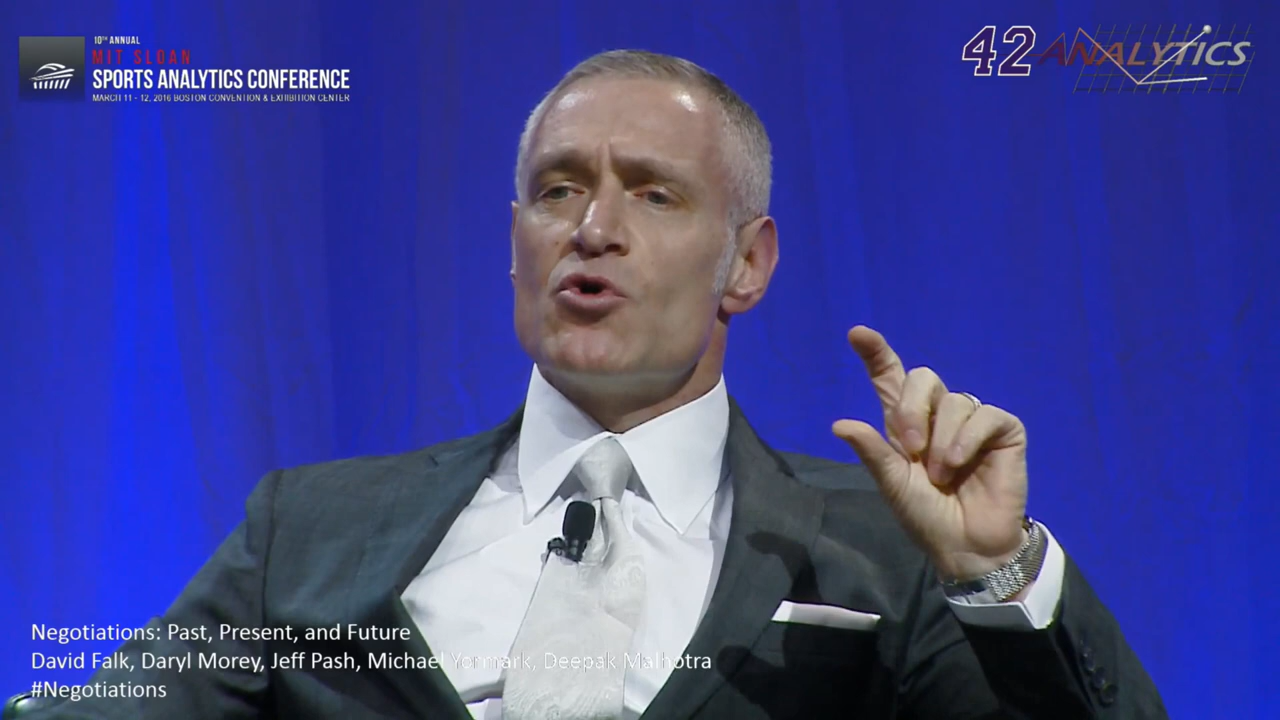 10TH ANNUAL
MIT SLOAN
SPORTS ANALYTICS CONFERENCE
MARCH 11 - 12, 2016 BOSTON CONVENTION & EXHIBITION CENTER
42 ANALYTICS
Negotiations: Past, Present, and Future
David Falk, Daryl Morey, Jeff Pash, Michael Yormark, Deepak Malhotra
#Negotiations